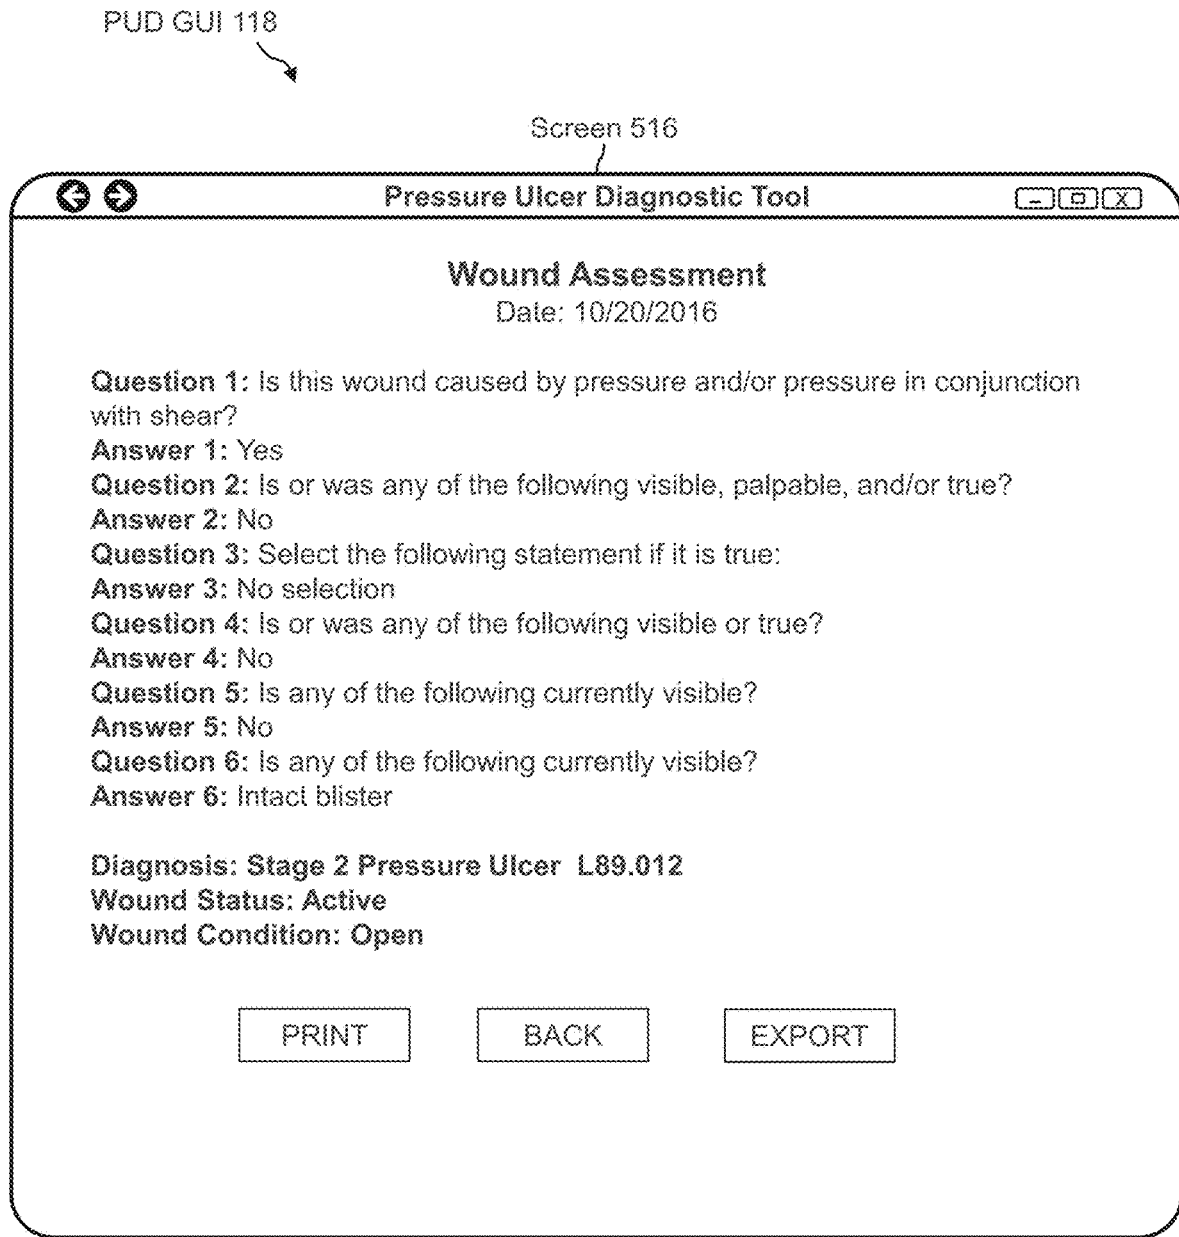 PUD GUI 118
Screen 516
Pressure Ulcer Diagnostic Tool
Wound Assessment
Date: 10/20/2016
Question 1: Is this wound caused by pressure and/or pressure in conjunction
with shear?
Answer 1: Yes
Question 2: Is or was any of the following visible, palpable, and/or true?
Answer 2: No
Question 3: Select the following statement if it is true:
Answer 3: No selection
Question 4: Is or was any of the following visible or true?
Answer 4: No
Question 5: Is any of the following currently visible?
Answer 5: No
Question 6: Is any of the following currently visible?
Answer 6: Intact blister
Diagnosis: Stage 2 Pressure Ulcer L89.012
Wound Status: Active
Wound Condition: Open
PRINT BACK EXPORT